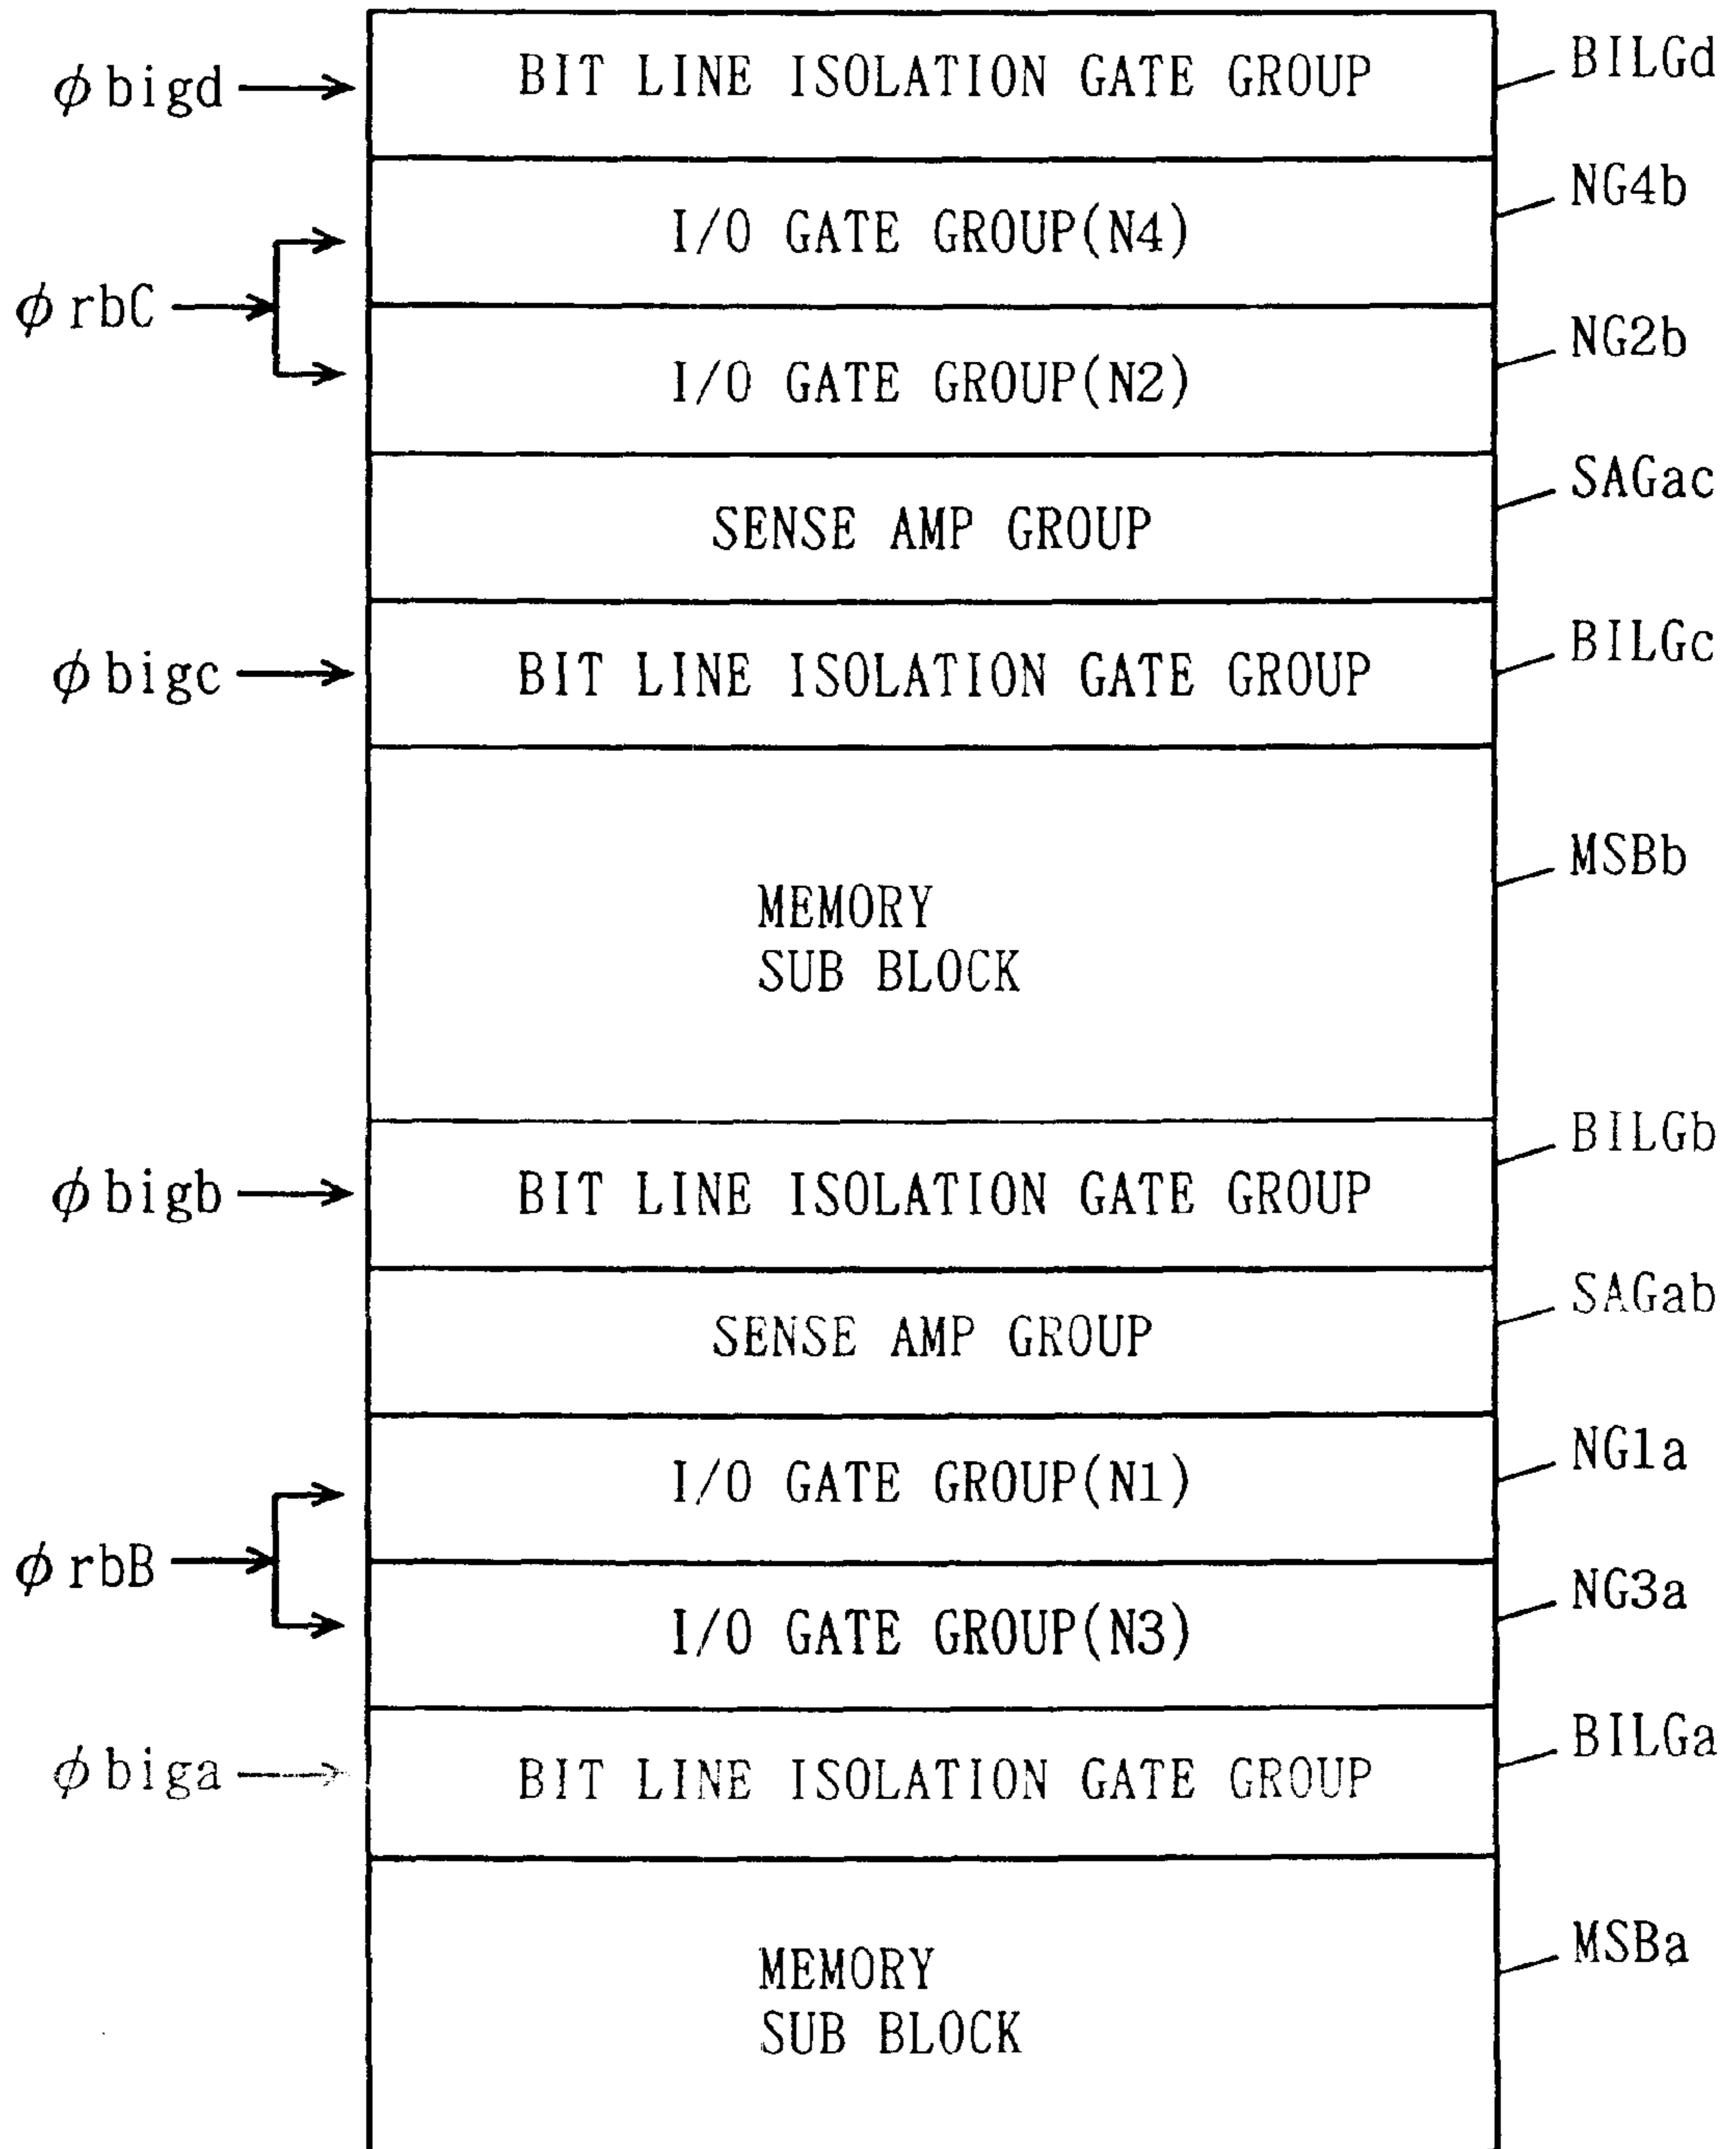 φbigd BIT LINE ISOLATION GATE GROUP BILGd
I/O GATE GROUP(N4) NG4b
φrbC
I/O GATE GROUP(N2) NG2b
SENSE AMP GROUP SAGac
φbigc BIT LINE ISOLATION GATE GROUP BILGc
MSBb
MEMORY
SUB BLOCK
φbigb BIT LINE ISOLATION GATE GROUP BILGb
SENSE AMP GROUP SAGab
I/O GATE GROUP(N1) NG1a
φrbB
I/O GATE GROUP(N3) NG3a
φbiga BIT LINE ISOLATION GATE GROUP BILGa
MSBa
MEMORY
SUB BLOCK